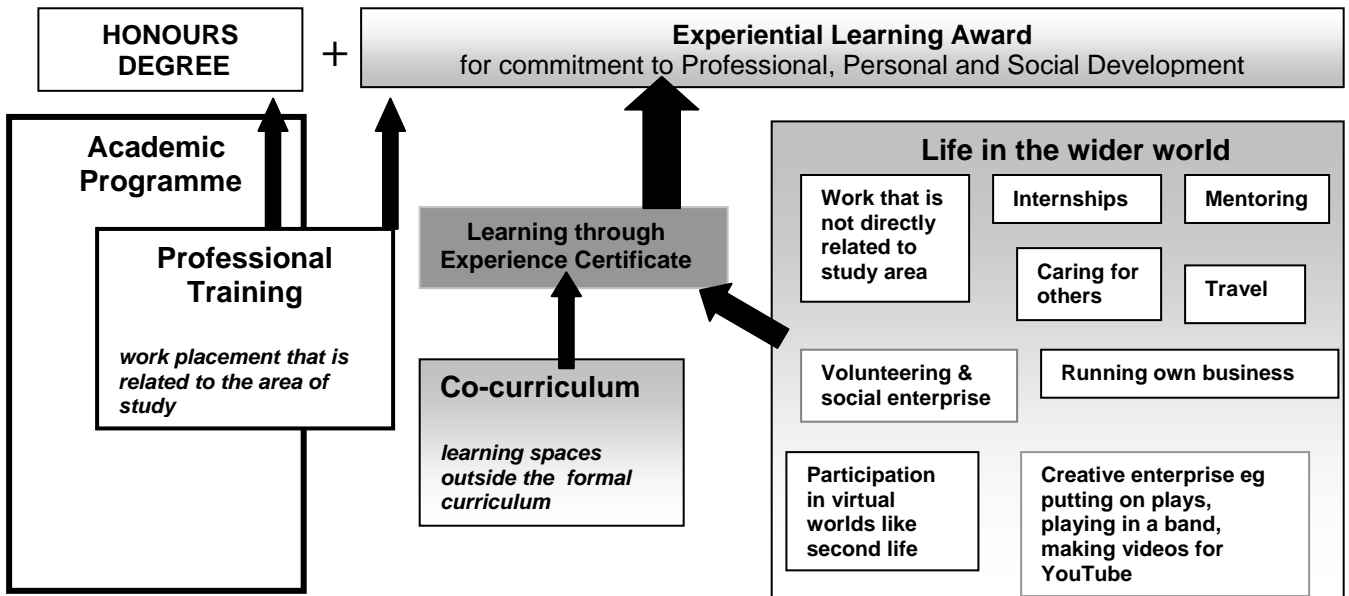 HONOURS
DEGREE
+
Experiential Learning Award
for commitment to Professional, Personal and Social Development
Academic
Programme
Professional
Training
work placement that is
related to the area of
study
Learning through
Experience Certificate
Co-curriculum
learning spaces
outside the formal
curriculum
Life in the wider world
Work that is
not directly
related to
study area
Internships
Mentoring
Caring for
others
Travel
Volunteering &
social enterprise
Running own business
Participation
in virtual
worlds like
second life
Creative enterprise eg
putting on plays,
playing in a band,
making videos for
YouTube